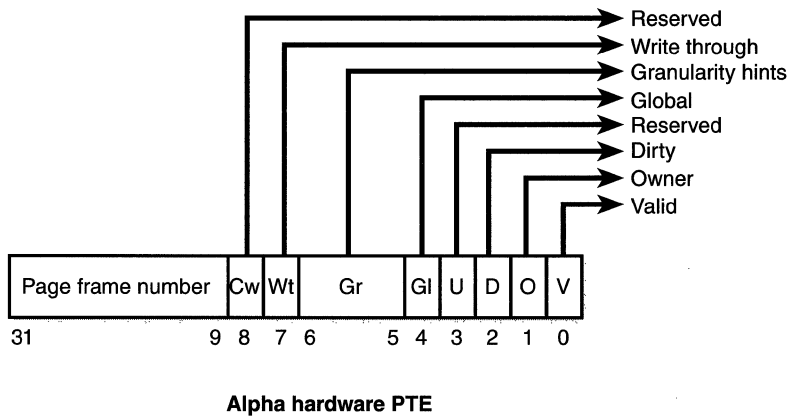 Reserved
Write through
Granularity hints
Global
Reserved
Dirty
Owner
Valid
Page frame number Cw Wt Gr Gl U D O V
31 9 8 7 6 5 4 3 2 1 0
Alpha hardware PTE